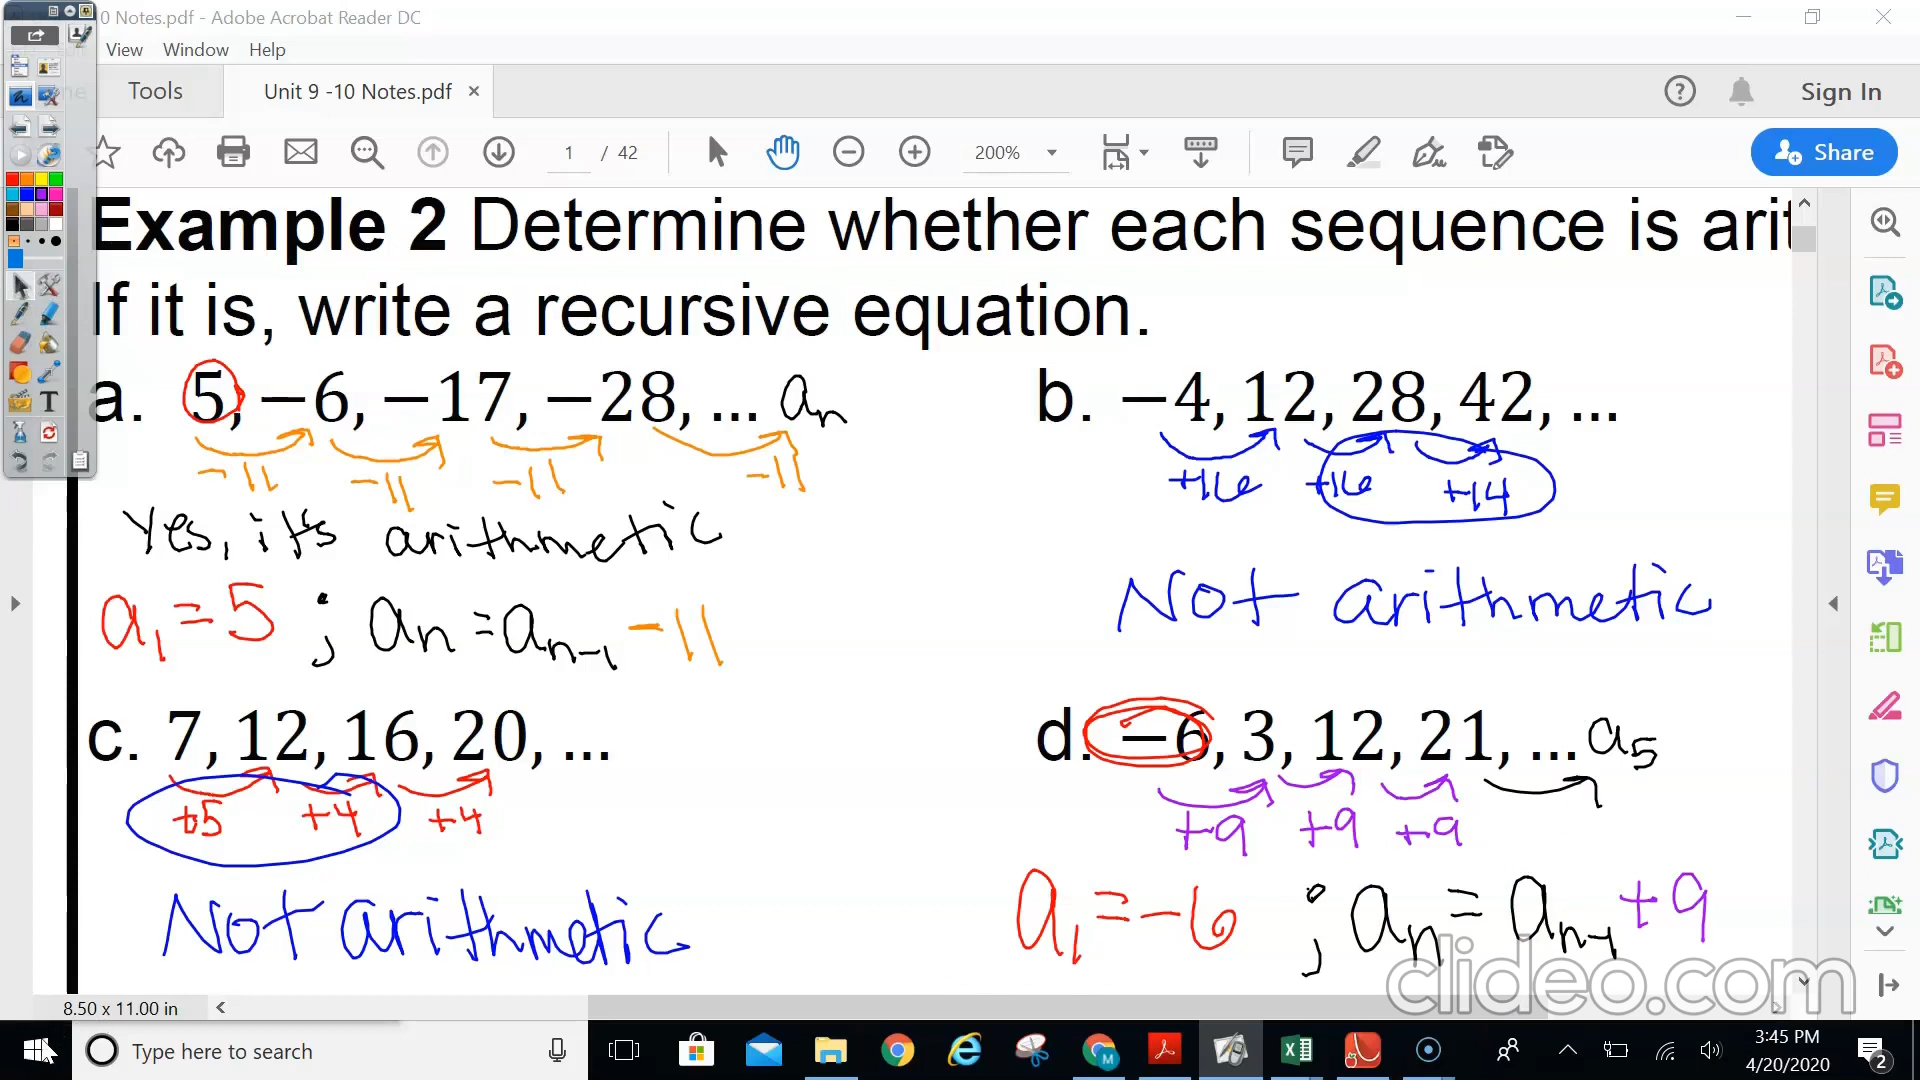 0 Notes.pdf - Adobe Acrobat Reader DC
View Window Help
Tools
Unit 9 -10 Notes.pdf ×
Sign In
1 / 42
200%
Share
Example 2 Determine whether each sequence is arit
If it is, write a recursive equation.
a. 5, −6, −17, −28, … aₙ
-11 -11 -11 -11
Yes, it's arithmetic
a₁ = 5 ; aₙ = aₙ₋₁ - 11
b. −4, 12, 28, 42, …
+16 +16 +14
Not arithmetic
c. 7, 12, 16, 20, …
+5 +4 +4
Not arithmetic
d. −6, 3, 12, 21, … a₅
+9 +9 +9
a₁ = -6 ; aₙ = aₙ₋₁ + 9
clideo.com
8.50 x 11.00 in
Type here to search
3:45 PM
4/20/2020
2